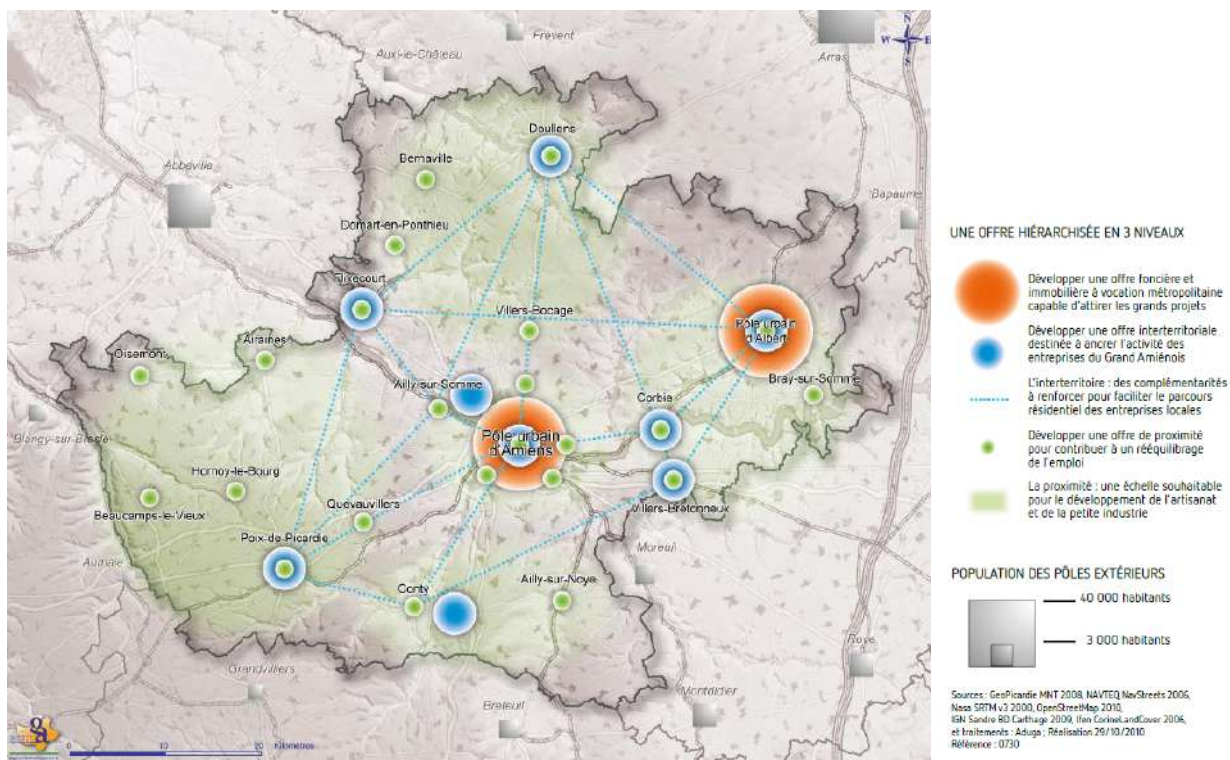 N
W E
S
Frévent
Auxi-le-Château
Arras
Doullens
Bernaville
Abbeville
Bapaume
Domart-en-Ponthieu
Flixecourt
Villers-Bocage
Pôle urbain
d'Albert
Airaines
Oisemont
Ailly-sur-Somme
Bray-sur-Somme
Corbie
Blangy-sur-Bresle
Pôle urbain
d'Amiens
Hornoy-le-Bourg
Beaucamps-le-Vieux
Quevauvillers
Villers-Bretonneux
Poix-de-Picardie
Moreuil
Aumale
Conty
Ailly-sur-Noye
Roye
Grandvilliers
Montdidier
Breteuil
0 10 20 Kilomètres
UNE OFFRE HIÉRARCHISÉE EN 3 NIVEAUX
Développer une offre foncière et
immobilière à vocation métropolitaine
capable d'attirer les grands projets
Développer une offre interterritoriale
destinée à ancrer l'activité des
entreprises du Grand Amiénois
L'interterritoire : des complémentarités
à renforcer pour faciliter le parcours
résidentiel des entreprises locales
Développer une offre de proximité
pour contribuer à un rééquilibrage
de l'emploi
La proximité : une échelle souhaitable
pour le développement de l'artisanat
et de la petite industrie
POPULATION DES PÔLES EXTÉRIEURS
40 000 habitants
3 000 habitants
Sources : GeoPicardie MNT 2008, NAVTEQ NavStreets 2006,
Nasa SRTM v3 2000, OpenStreetMap 2010,
IGN Sandre BD Carthage 2009, Ifen CorineLandCover 2006,
et traitements : Aduga ; Réalisation 29/10/2010
Référence : 0730